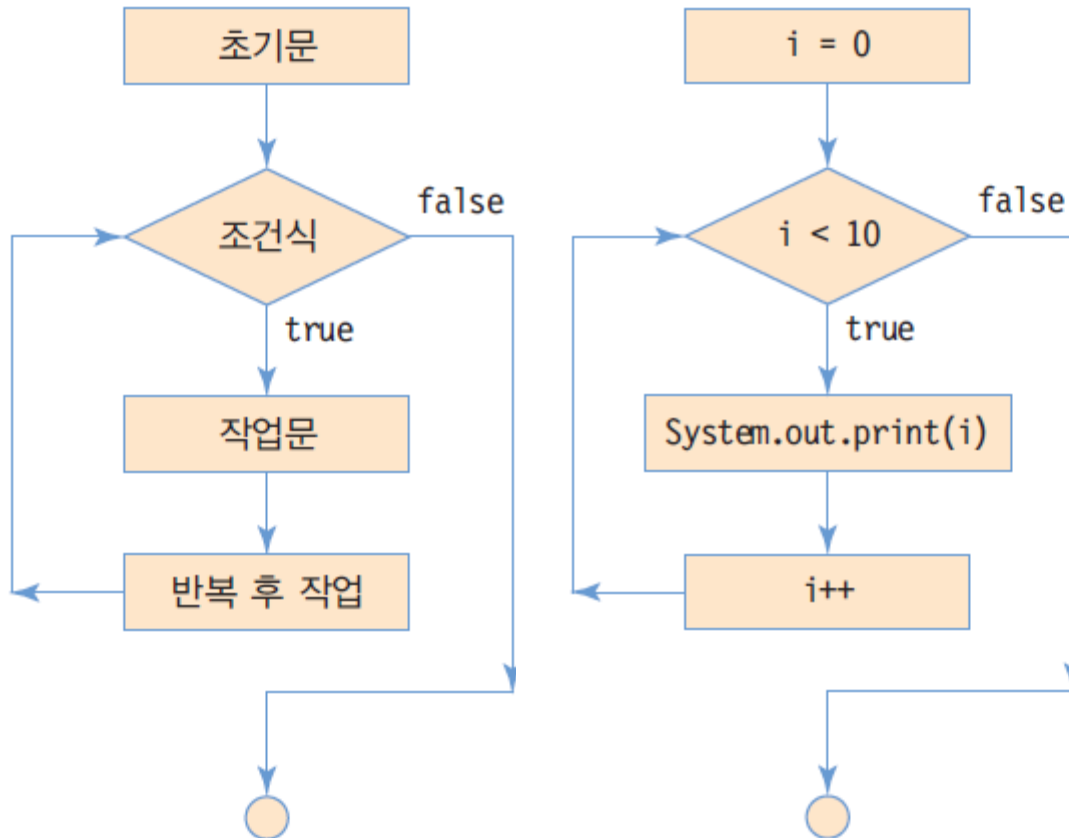 초기문
조건식
false
true
작업문
반복 후 작업
i = 0
i < 10
false
true
System.out.print(i)
i++